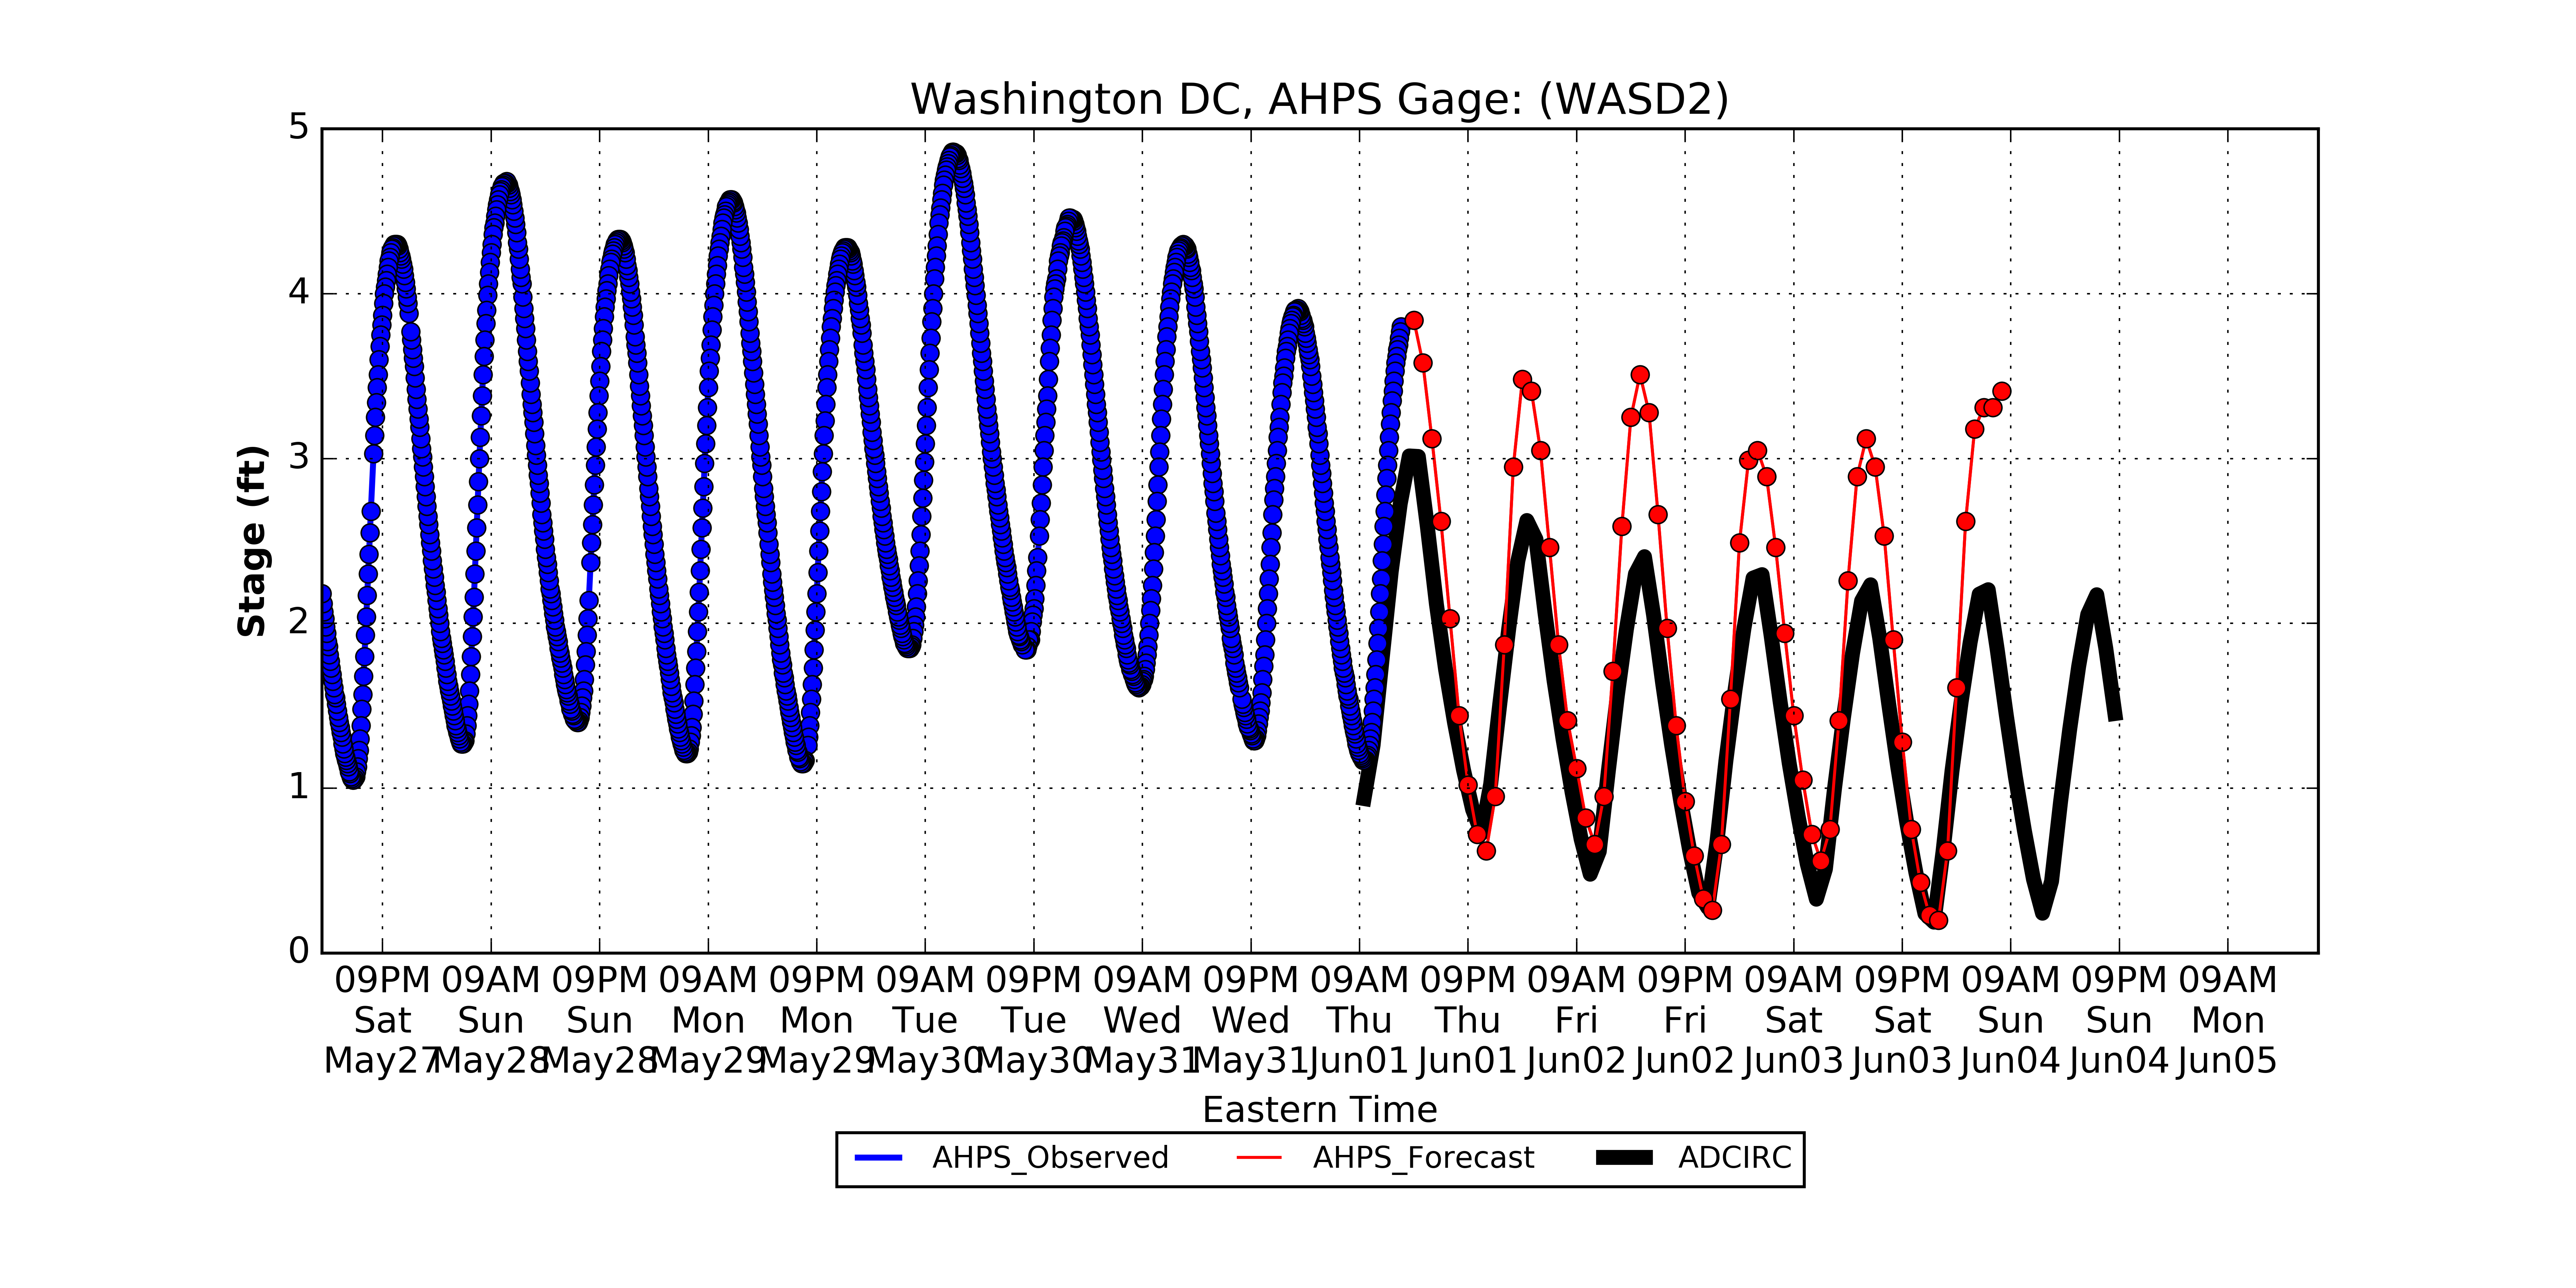 Washington DC, AHPS Gage: (WASD2)
5
4
3
2
1
0
Stage (ft)
09PM 09AM 09PM 09AM 09PM 09AM 09PM 09AM 09PM 09AM 09PM 09AM 09PM 09AM 09PM 09AM 09PM 09AM
Sat Sun Sun Mon Mon Tue Tue Wed Wed Thu Thu Fri Fri Sat Sat Sun Sun Mon
May27 May28 May28 May29 May29 May30 May30 May31 May31 Jun01 Jun01 Jun02 Jun02 Jun03 Jun03 Jun04 Jun04 Jun05
Eastern Time
AHPS_Observed AHPS_Forecast ADCIRC